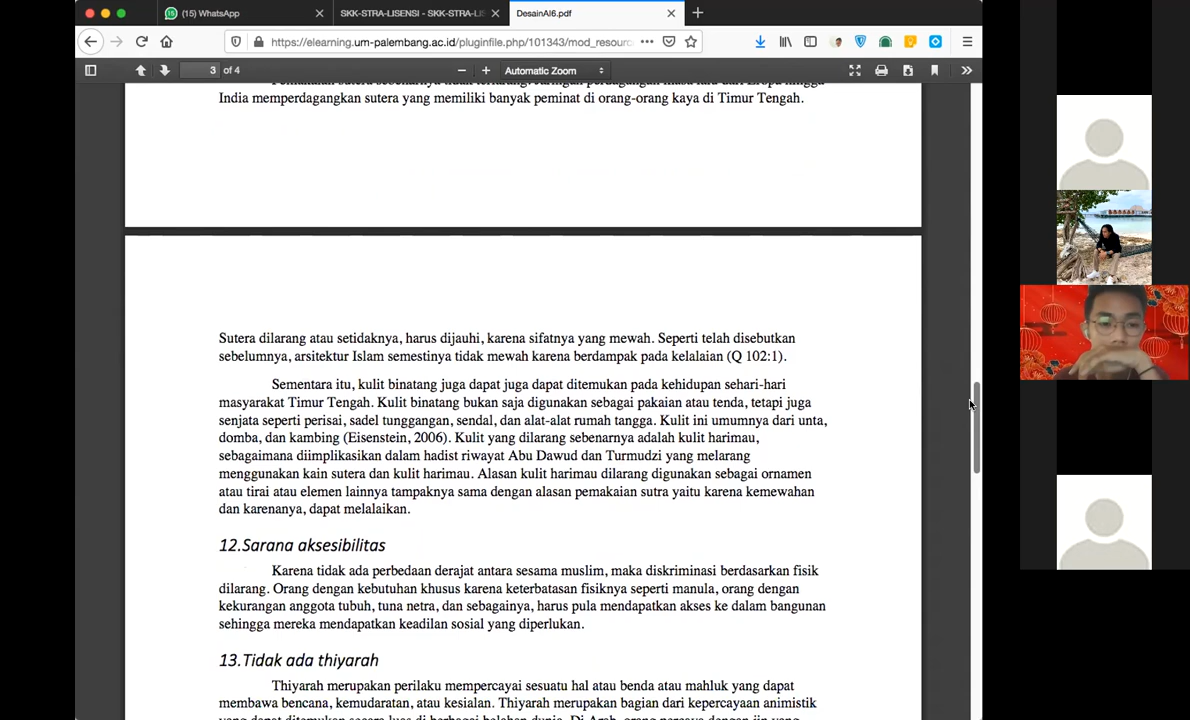 (15) WhatsApp
SKK-STRA-LISENSI - SKK-STRA-LIS
DesainAI6.pdf
https://elearning.um-palembang.ac.id/pluginfile.php/101343/mod_resourc
3 of 4
Automatic Zoom
India memperdagangkan sutera yang memiliki banyak peminat di orang-orang kaya di Timur Tengah.
Sutera dilarang atau setidaknya, harus dijauhi, karena sifatnya yang mewah. Seperti telah disebutkan
sebelumnya, arsitektur Islam semestinya tidak mewah karena berdampak pada kelalaian (Q 102:1).
Sementara itu, kulit binatang juga dapat juga dapat ditemukan pada kehidupan sehari-hari
masyarakat Timur Tengah. Kulit binatang bukan saja digunakan sebagai pakaian atau tenda, tetapi juga
senjata seperti perisai, sadel tunggangan, sendal, dan alat-alat rumah tangga. Kulit ini umumnya dari unta,
domba, dan kambing (Eisenstein, 2006). Kulit yang dilarang sebenarnya adalah kulit harimau,
sebagaimana diimplikasikan dalam hadist riwayat Abu Dawud dan Turmudzi yang melarang
menggunakan kain sutera dan kulit harimau. Alasan kulit harimau dilarang digunakan sebagai ornamen
atau tirai atau elemen lainnya tampaknya sama dengan alasan pemakaian sutra yaitu karena kemewahan
dan karenanya, dapat melalaikan.
12.Sarana aksesibilitas
Karena tidak ada perbedaan derajat antara sesama muslim, maka diskriminasi berdasarkan fisik
dilarang. Orang dengan kebutuhan khusus karena keterbatasan fisiknya seperti manula, orang dengan
kekurangan anggota tubuh, tuna netra, dan sebagainya, harus pula mendapatkan akses ke dalam bangunan
sehingga mereka mendapatkan keadilan sosial yang diperlukan.
13.Tidak ada thiyarah
Thiyarah merupakan perilaku mempercayai sesuatu hal atau benda atau mahluk yang dapat
membawa bencana, kemudaratan, atau kesialan. Thiyarah merupakan bagian dari kepercayaan animistik